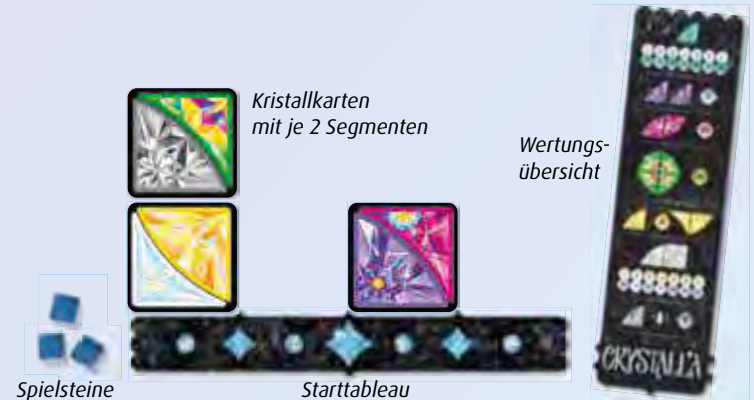 Kristallkarten
mit je 2 Segmenten
Wertungs-
übersicht
CRYSTALLA
Spielsteine
Starttableau